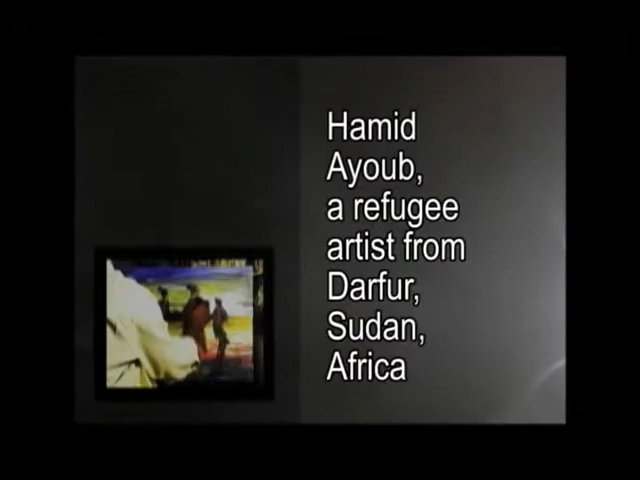 Hamid
Ayoub,
a refugee
artist from
Darfur,
Sudan,
Africa